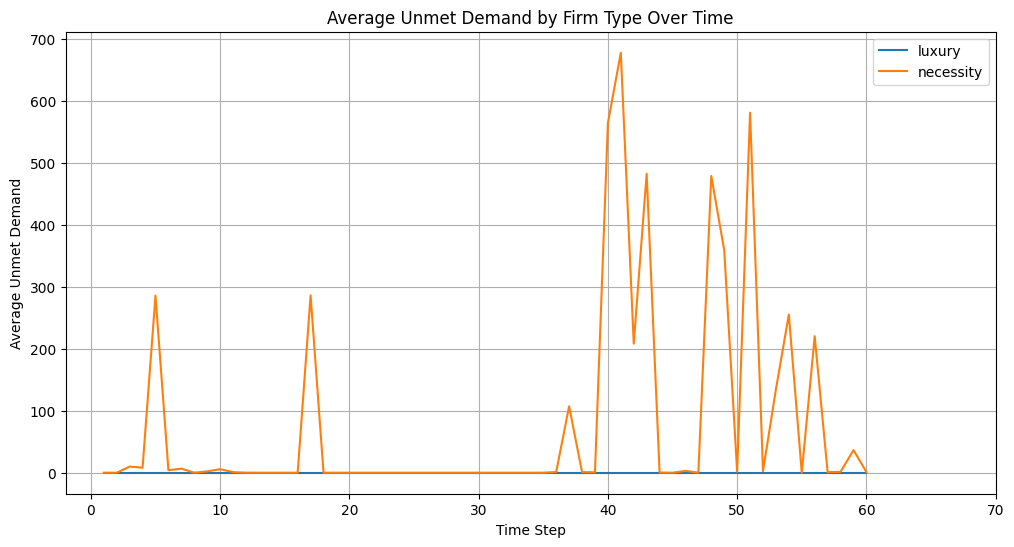 Average Unmet Demand by Firm Type Over Time
luxury
necessity
Average Unmet Demand
700
600
500
400
300
200
100
0
0 10 20 30 40 50 60 70
Time Step